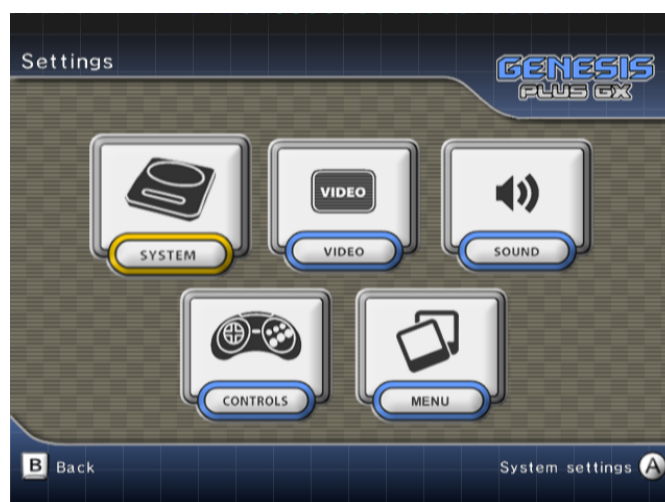 Settings
GENESIS
PLUS GX
VIDEO
SYSTEM
VIDEO
SOUND
CONTROLS
MENU
B Back
System settings A